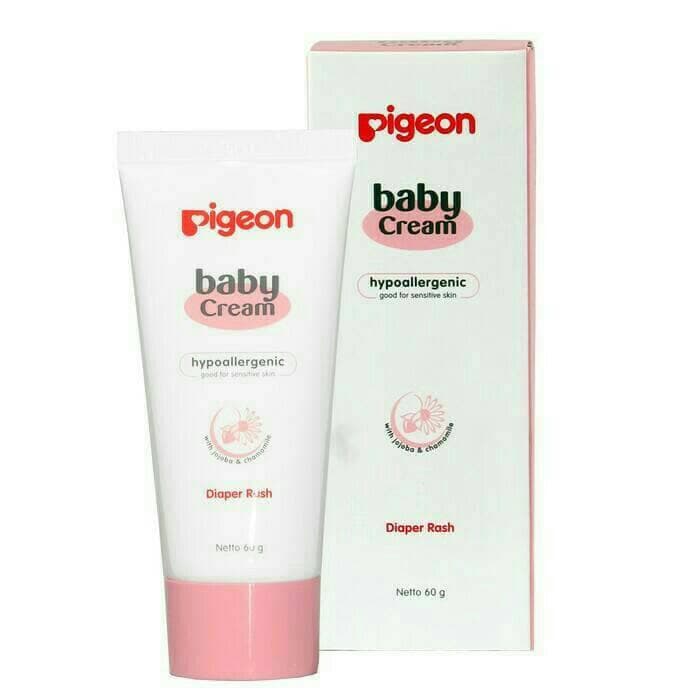 pigeon
baby
Cream
hypoallergenic
good for sensitive skin
with jojoba & chamomile
Diaper Rash
Netto 60 g
pigeon
baby
Cream
hypoallergenic
good for sensitive skin
with jojoba & chamomile
Diaper Rash
Netto 60 g